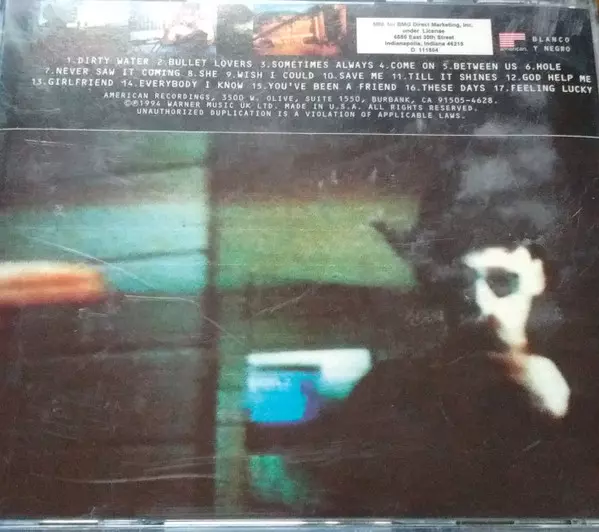 Mfd. for BMG Direct Marketing, Inc.
under License
6550 East 30th Street
Indianapolis, Indiana 46219
D 111504
american.
BLANCO
Y NEGRO
1.DIRTY WATER 2.BULLET LOVERS 3.SOMETIMES ALWAYS 4.COME ON 5.BETWEEN US 6.HOLE
7.NEVER SAW IT COMING 8.SHE 9.WISH I COULD 10.SAVE ME 11.TILL IT SHINES 12.GOD HELP ME
13.GIRLFRIEND 14.EVERYBODY I KNOW 15.YOU'VE BEEN A FRIEND 16.THESE DAYS 17.FEELING LUCKY
AMERICAN RECORDINGS, 3500 W. OLIVE, SUITE 1550, BURBANK, CA 91505-4628.
©℗1994 WARNER MUSIC UK LTD. MADE IN U.S.A. ALL RIGHTS RESERVED.
UNAUTHORIZED DUPLICATION IS A VIOLATION OF APPLICABLE LAWS.